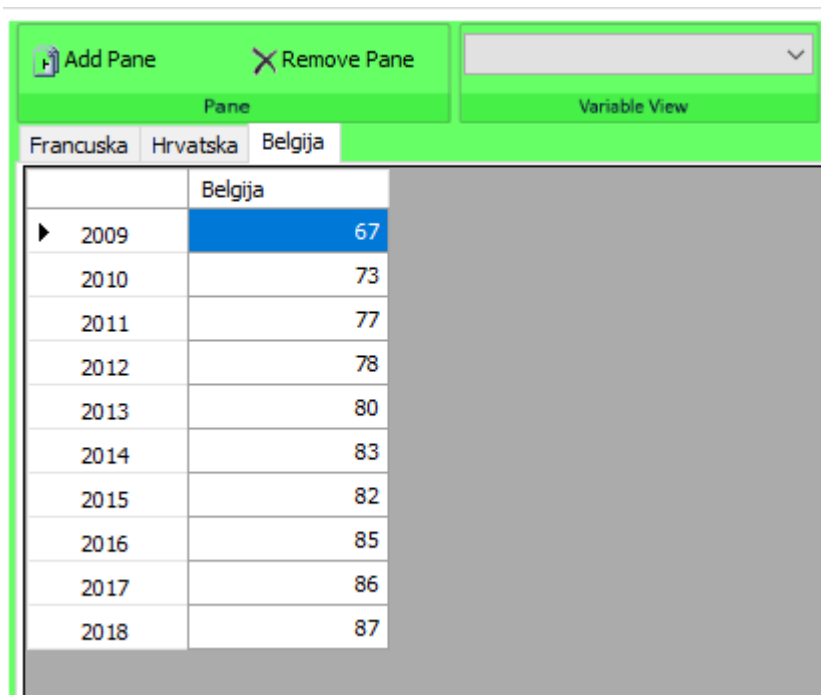 Add Pane Remove Pane
Pane Variable View
Francuska Hrvatska Belgija
Belgija
2009 67
2010 73
2011 77
2012 78
2013 80
2014 83
2015 82
2016 85
2017 86
2018 87